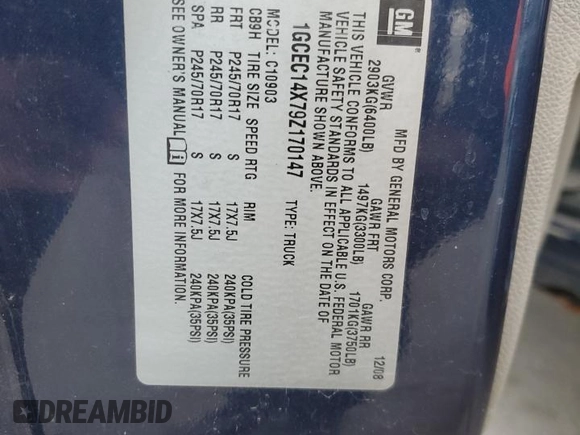 GM
MFD BY GENERAL MOTORS CORP. 12/08
GVWR GAWR FRT GAWR RR
2903KG(6400LB) 1497KG(3300LB) 1701KG(3750LB)
THIS VEHICLE CONFORMS TO ALL APPLICABLE U.S. FEDERAL MOTOR
VEHICLE SAFETY STANDARDS IN EFFECT ON THE DATE OF
MANUFACTURE SHOWN ABOVE.
1GCEC14X79Z170147 TYPE: TRUCK
MODEL: C10903
CB9H TIRE SIZE SPEED RTG RIM COLD TIRE PRESSURE
FRT P245/70R17 S 17X7.5J 240KPA(35PSI)
RR P245/70R17 S 17X7.5J 240KPA(35PSI)
SPA P245/70R17 S 17X7.5J 240KPA(35PSI)
SEE OWNER'S MANUAL FOR MORE INFORMATION.
DREAMBID